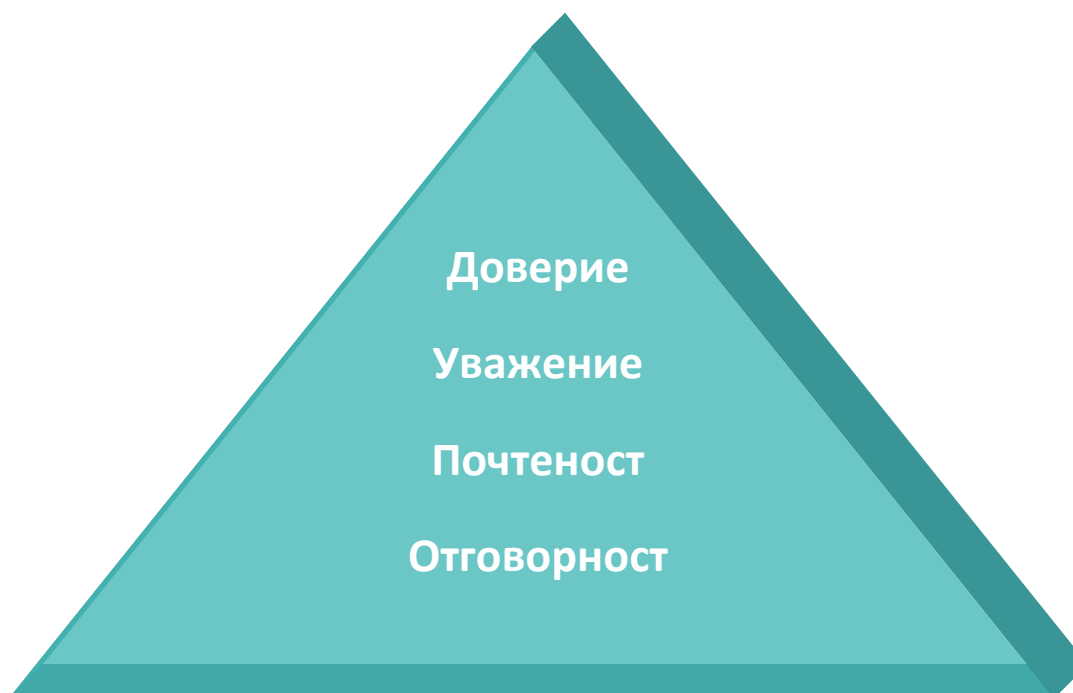 Доверие
Уважение
Почтеност
Отговорност